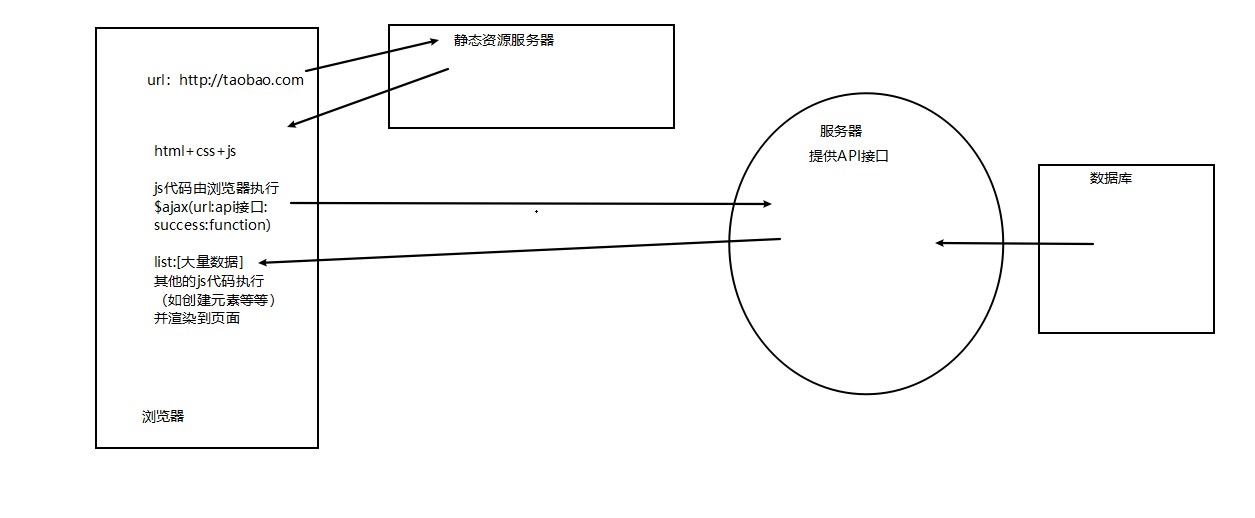 url：http://taobao.com
html+css+js
js代码由浏览器执行
$ajax(url:api接口:
success:function)
list:[大量数据]
其他的js代码执行
（如创建元素等等）
并渲染到页面
浏览器
静态资源服务器
服务器
提供API接口
数据库